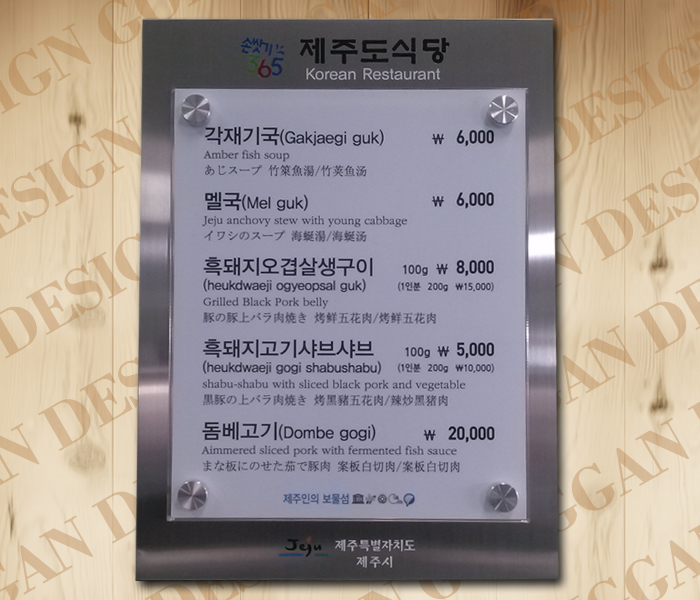 손씻기 365
제주도식당
Korean Restaurant
각재기국(Gakjaegi guk) ₩ 6,000
Amber fish soup
あじスープ 竹筴魚湯/竹荚鱼汤
멜국(Mel guk) ₩ 6,000
Jeju anchovy stew with young cabbage
イワシのスープ 海蜒湯/海蜒汤
흑돼지오겹살생구이 100g ₩ 8,000
(heukdwaeji ogyeopsal guk) (1인분 200g ₩15,000)
Grilled Black Pork belly
豚の豚上バラ肉焼き 烤鮮五花肉/烤鲜五花肉
흑돼지고기샤브샤브 100g ₩ 5,000
(heukdwaeji gogi shabushabu) (1인분 200g ₩10,000)
shabu-shabu with sliced black pork and vegetable
黒豚の上バラ肉焼き 烤黑豬五花肉/辣炒黑猪肉
돔베고기(Dombe gogi) ₩ 20,000
Aimmered sliced pork with fermented fish sauce
まな板にのせた茹で豚肉 案板白切肉/案板白切肉
제주인의 보물섬
Jeju 제주특별자치도
제주시